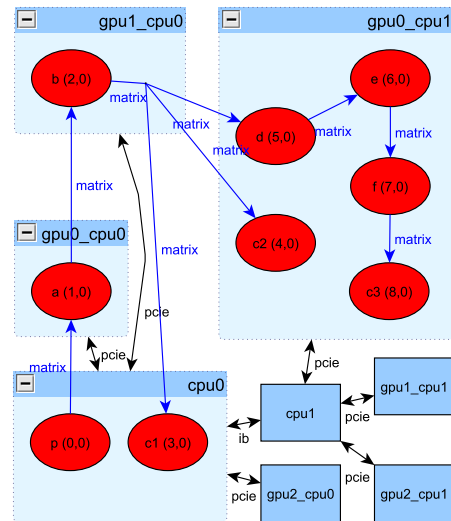 gpu1_cpu0
gpu0_cpu1
b (2,0)
e (6,0)
matrix
matrix
matrix
matrix
matrix
d (5,0)
matrix
f (7,0)
gpu0_cpu0
c2 (4,0)
matrix
matrix
a (1,0)
c3 (8,0)
pcie
pcie
pcie
matrix
cpu0
gpu1_cpu1
cpu1
pcie
p (0,0)
c1 (3,0)
ib
pcie
pcie
gpu2_cpu0
gpu2_cpu1